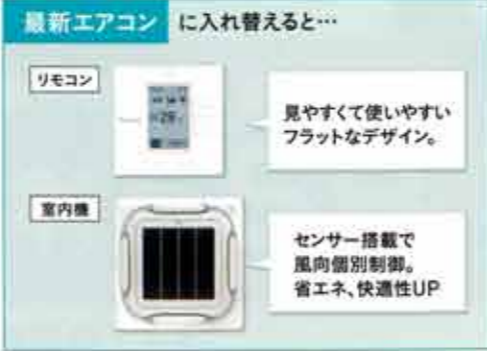 最新エアコン に入れ替えると…
リモコン
28
見やすくて使いやすい
フラットなデザイン。
室内機
センサー搭載で
風向個別制御。
省エネ、快適性UP